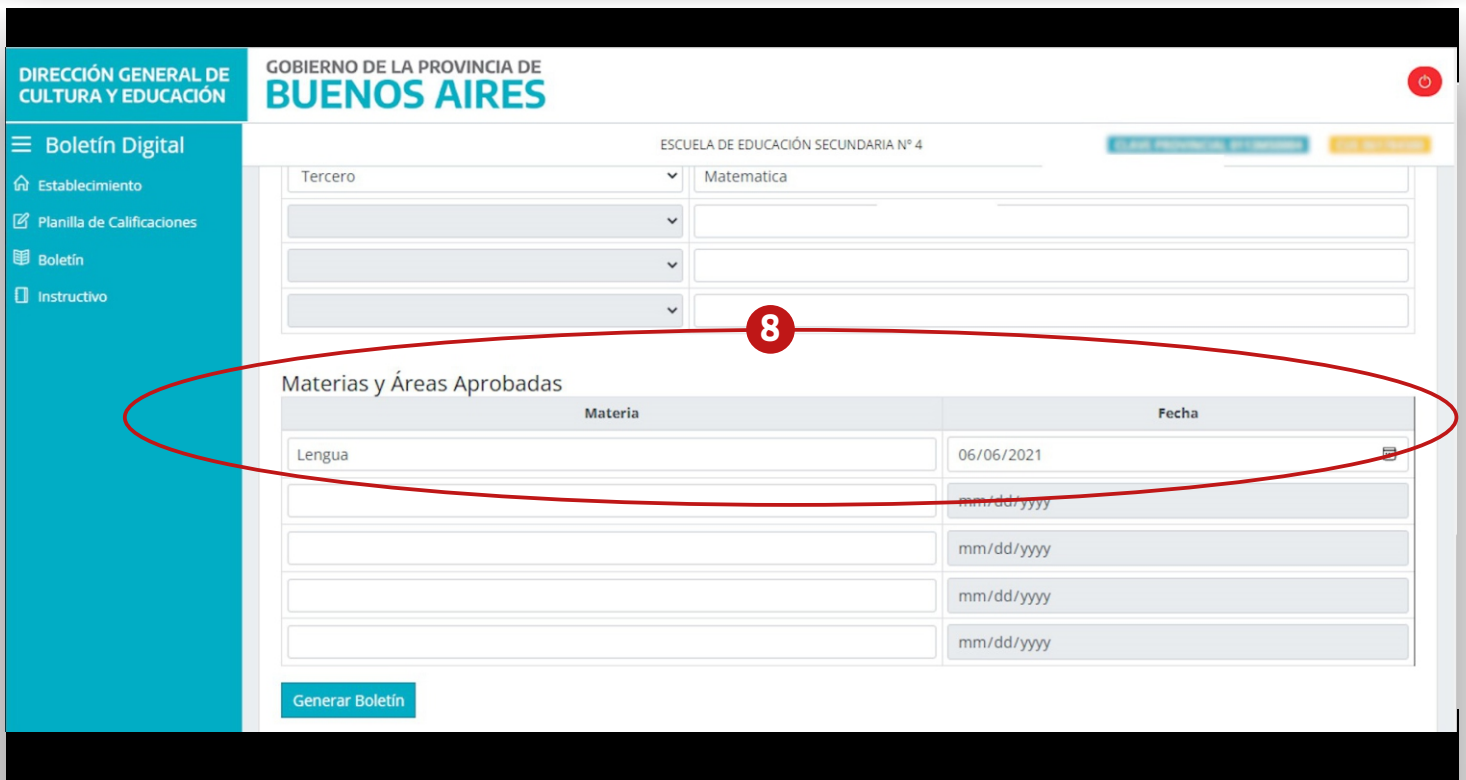 DIRECCIÓN GENERAL DE
CULTURA Y EDUCACIÓN
GOBIERNO DE LA PROVINCIA DE
BUENOS AIRES
Boletín Digital
ESCUELA DE EDUCACIÓN SECUNDARIA Nº 4
Establecimiento
Planilla de Calificaciones
Boletín
Instructivo
Tercero
Matematica
8
Materias y Áreas Aprobadas
Materia
Fecha
Lengua
06/06/2021
mm/dd/yyyy
mm/dd/yyyy
mm/dd/yyyy
mm/dd/yyyy
Generar Boletín